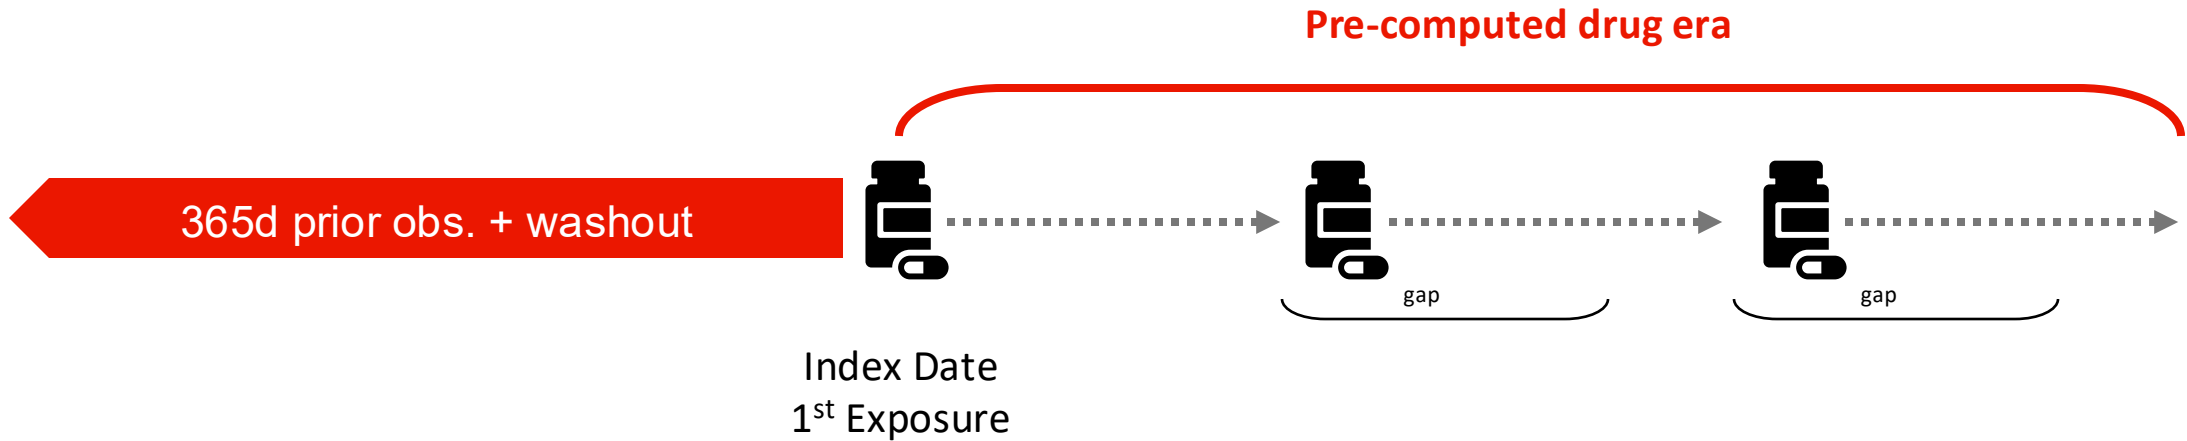 Pre-computed drug era
365d prior obs. + washout
gap
gap
Index Date
1st Exposure